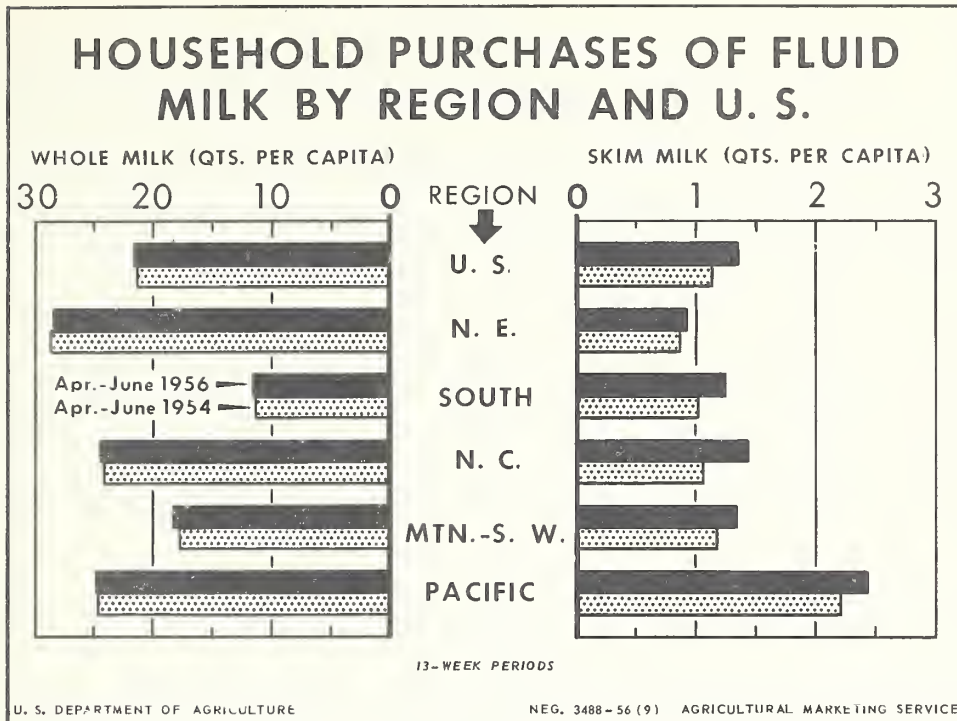 HOUSEHOLD PURCHASES OF FLUID
MILK BY REGION AND U. S.
WHOLE MILK (QTS. PER CAPITA)
SKIM MILK (QTS. PER CAPITA)
30 20 10 0 REGION 0 1 2 3
U. S.
N. E.
Apr.-June 1956
Apr.-June 1954
SOUTH
N. C.
MTN.-S. W.
PACIFIC
13-WEEK PERIODS
U. S. DEPARTMENT OF AGRICULTURE
NEG. 3488-56 (9) AGRICULTURAL MARKETING SERVICE